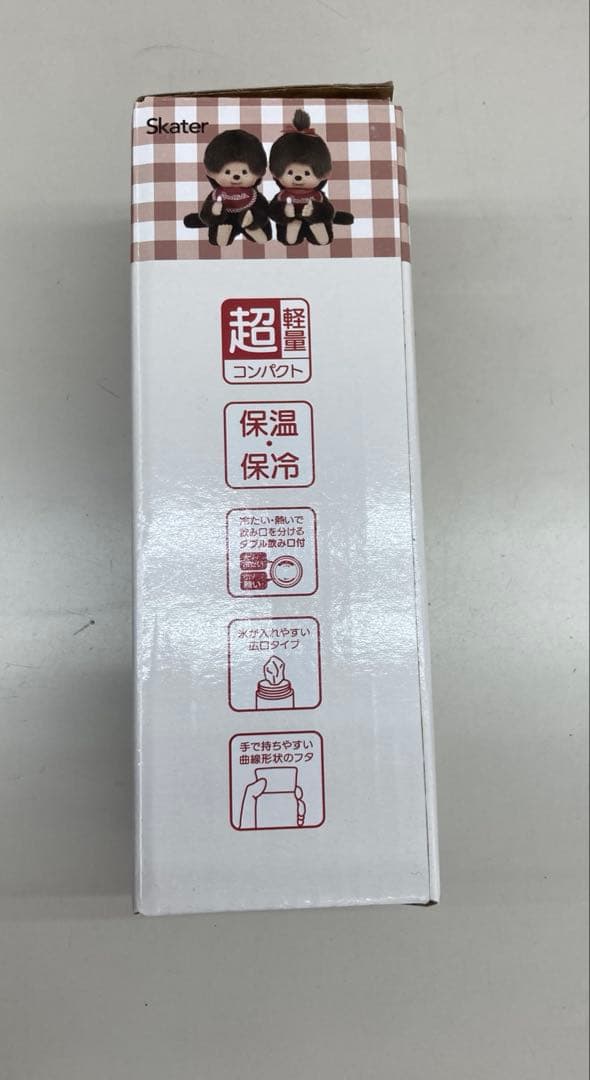 Skater
超軽量
コンパクト
保温
・
保冷
冷たい・熱いで
飲み口を分ける
ダブル飲み口付
氷が入れやすい
広口タイプ
手で持ちやすい
曲線形状のフタ